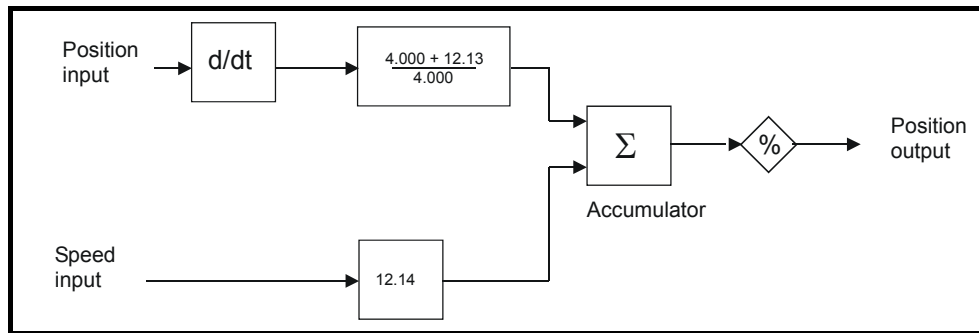 Position
input
d/dt
4.000 + 12.13
4.000
Σ
Accumulator
%
Position
output
Speed
input
12.14